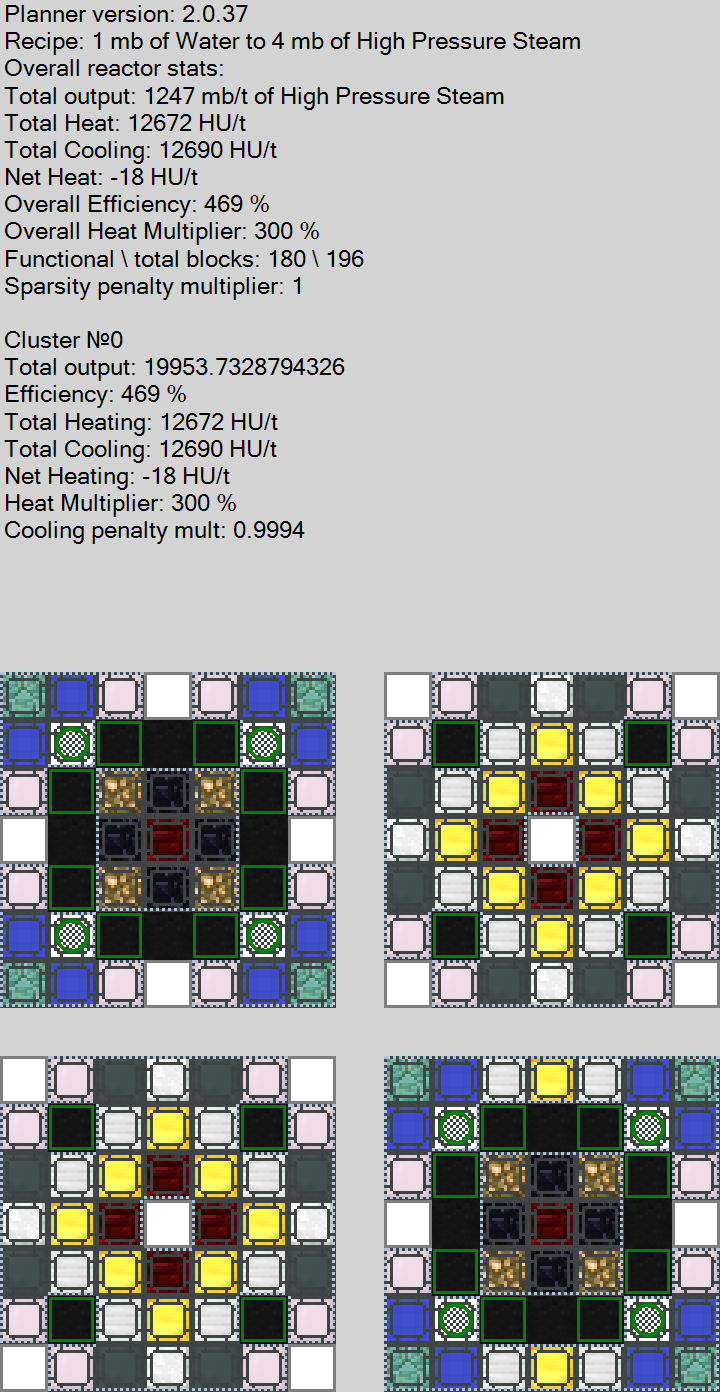 Planner version: 2.0.37
Recipe: 1 mb of Water to 4 mb of High Pressure Steam
Overall reactor stats:
Total output: 1247 mb/t of High Pressure Steam
Total Heat: 12672 HU/t
Total Cooling: 12690 HU/t
Net Heat: -18 HU/t
Overall Efficiency: 469 %
Overall Heat Multiplier: 300 %
Functional \ total blocks: 180 \ 196
Sparsity penalty multiplier: 1
Cluster №0
Total output: 19953.7328794326
Efficiency: 469 %
Total Heating: 12672 HU/t
Total Cooling: 12690 HU/t
Net Heating: -18 HU/t
Heat Multiplier: 300 %
Cooling penalty mult: 0.9994